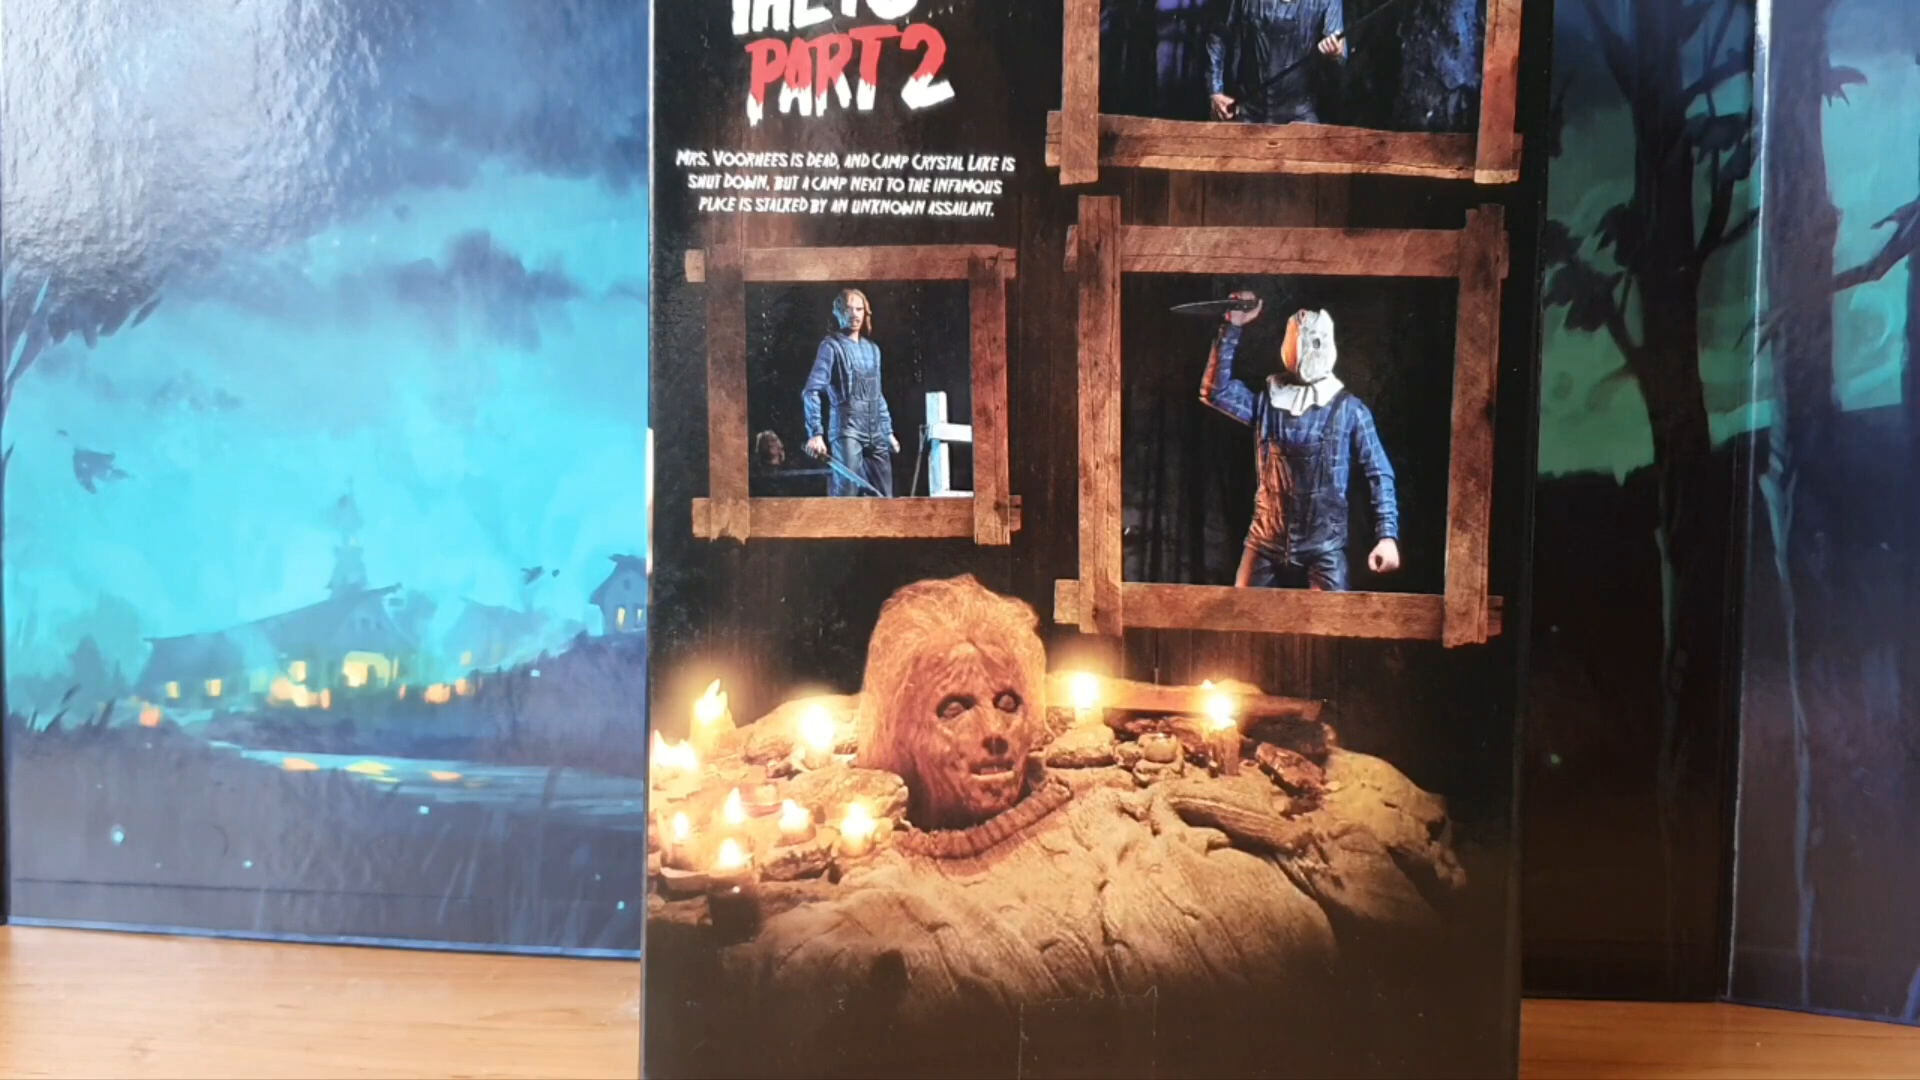 PART 2
MRS. VOORHEES IS DEAD, AND CAMP CRYSTAL LAKE IS
SHUT DOWN, BUT A CAMP NEXT TO THE INFAMOUS
PLACE IS STALKED BY AN UNKNOWN ASSAILANT.